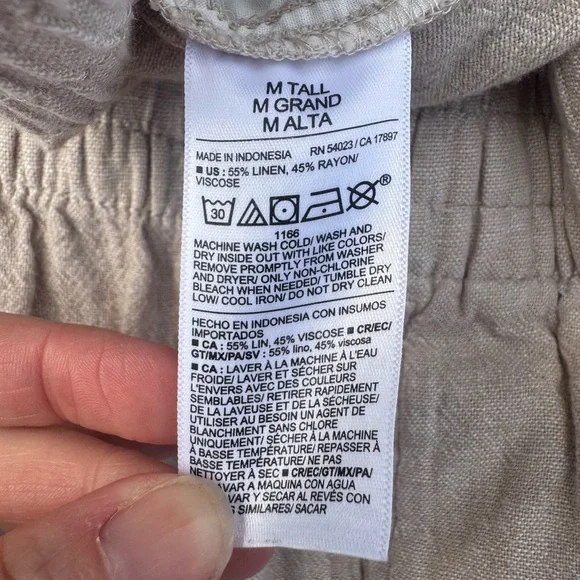 M TALL
M GRAND
M ALTA
MADE IN INDONESIA RN 54023 / CA 17897
■ US : 55% LINEN, 45% RAYON/
VISCOSE
30 ®
1166
MACHINE WASH COLD/ WASH AND
DRY INSIDE OUT WITH LIKE COLORS/
REMOVE PROMPTLY FROM WASHER
AND DRYER/ ONLY NON-CHLORINE
BLEACH WHEN NEEDED/ TUMBLE DRY
LOW/ COOL IRON/ DO NOT DRY CLEAN
HECHO EN INDONESIA CON INSUMOS
IMPORTADOS
■ CA : 55% LIN, 45% VISCOSE ■ CR/EC/
GT/MX/PA/SV : 55% lino, 45% viscosa
■ CA : LAVER À LA MACHINE À L'EAU
FROIDE/ LAVER ET SÉCHER SUR
L'ENVERS AVEC DES COULEURS
SEMBLABLES/ RETIRER RAPIDEMENT
DE LA LAVEUSE ET DE LA SÉCHEUSE/
UTILISER AU BESOIN UN AGENT DE
BLANCHIMENT SANS CHLORE
UNIQUEMENT/ SÉCHER À LA MACHINE
À BASSE TEMPÉRATURE/ REPASSER À
BASSE TEMPÉRATURE/ NE PAS
NETTOYER À SEC ■ CR/EC/GT/MX/PA/
VAR A MAQUINA CON AGUA
VAR Y SECAR AL REVÉS CON
S SIMILARES/ SACAR